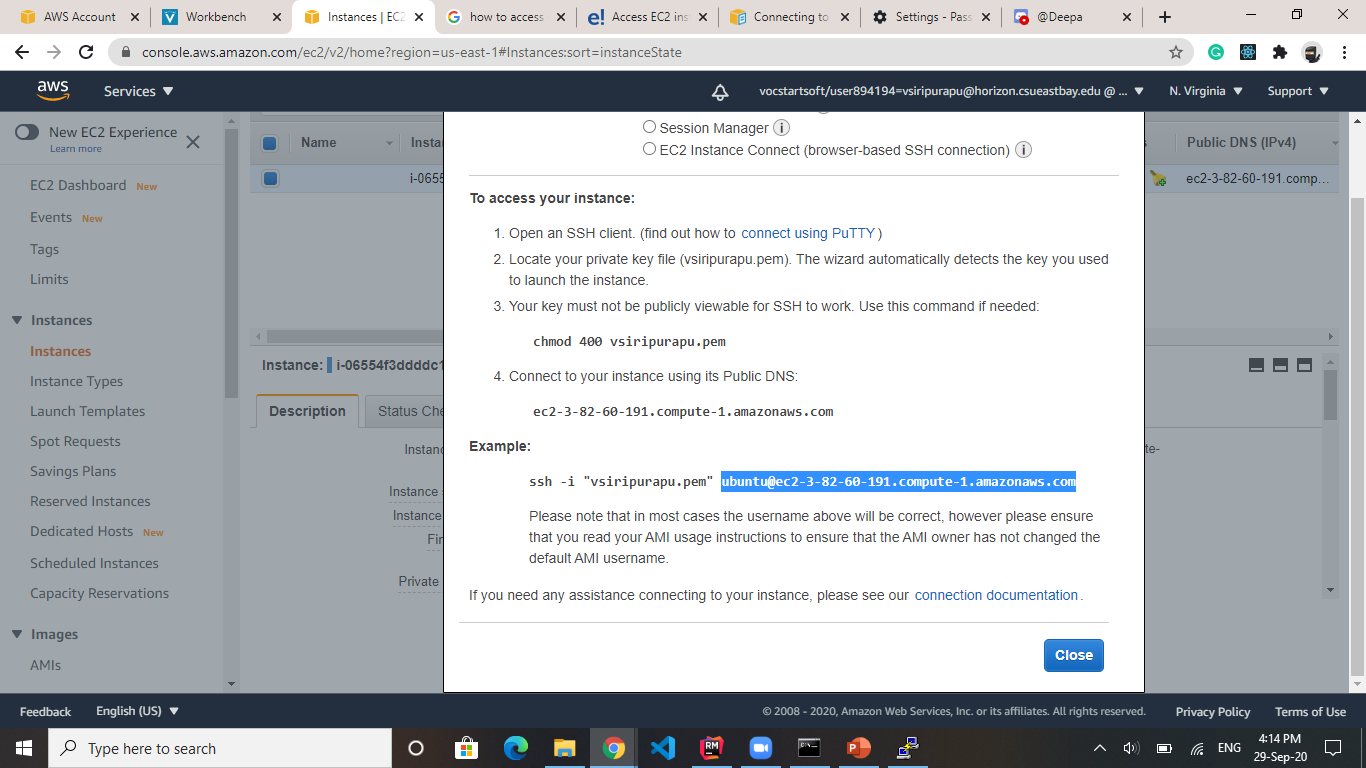 AWS Account
Workbench
Instances | EC2
how to access
Access EC2 ins
Connecting to
Settings - Pass
@Deepa
console.aws.amazon.com/ec2/v2/home?region=us-east-1#Instances:sort=instanceState
aws
Services
vocstartsoft/user894194=vsiripurapu@horizon.csueastbay.edu @ ...
N. Virginia
Support
New EC2 Experience
Learn more
EC2 Dashboard New
Events New
Tags
Limits
Instances
Instances
Instance Types
Launch Templates
Spot Requests
Savings Plans
Reserved Instances
Dedicated Hosts New
Scheduled Instances
Capacity Reservations
Images
AMIs
Name
Public DNS (IPv4)
i-0655
ec2-3-82-60-191.comp...
Instance: i-06554f3ddddc1
Description
Status Che
Private
Session Manager
EC2 Instance Connect (browser-based SSH connection)
To access your instance:
1. Open an SSH client. (find out how to connect using PuTTY)
2. Locate your private key file (vsiripurapu.pem). The wizard automatically detects the key you used
to launch the instance.
3. Your key must not be publicly viewable for SSH to work. Use this command if needed:
chmod 400 vsiripurapu.pem
4. Connect to your instance using its Public DNS:
ec2-3-82-60-191.compute-1.amazonaws.com
Example:
ssh -i "vsiripurapu.pem" ubuntu@ec2-3-82-60-191.compute-1.amazonaws.com
Please note that in most cases the username above will be correct, however please ensure
that you read your AMI usage instructions to ensure that the AMI owner has not changed the
default AMI username.
If you need any assistance connecting to your instance, please see our connection documentation.
Close
Feedback
English (US)
© 2008 - 2020, Amazon Web Services, Inc. or its affiliates. All rights reserved.
Privacy Policy
Terms of Use
Type here to search
ENG
4:14 PM
29-Sep-20